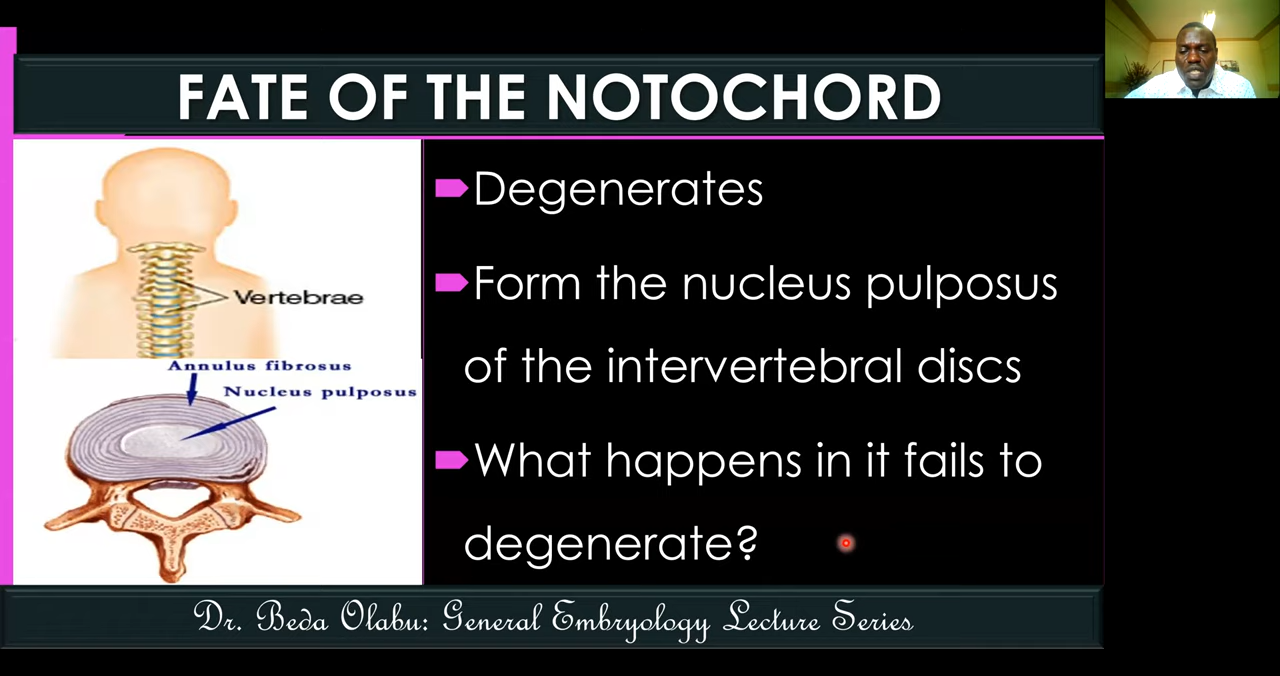 FATE OF THE NOTOCHORD
Vertebrae
Annulus fibrosus
Nucleus pulposus
Degenerates
Form the nucleus pulposus
of the intervertebral discs
What happens in it fails to
degenerate?
Dr. Beda Olabu: General Embryology Lecture Series